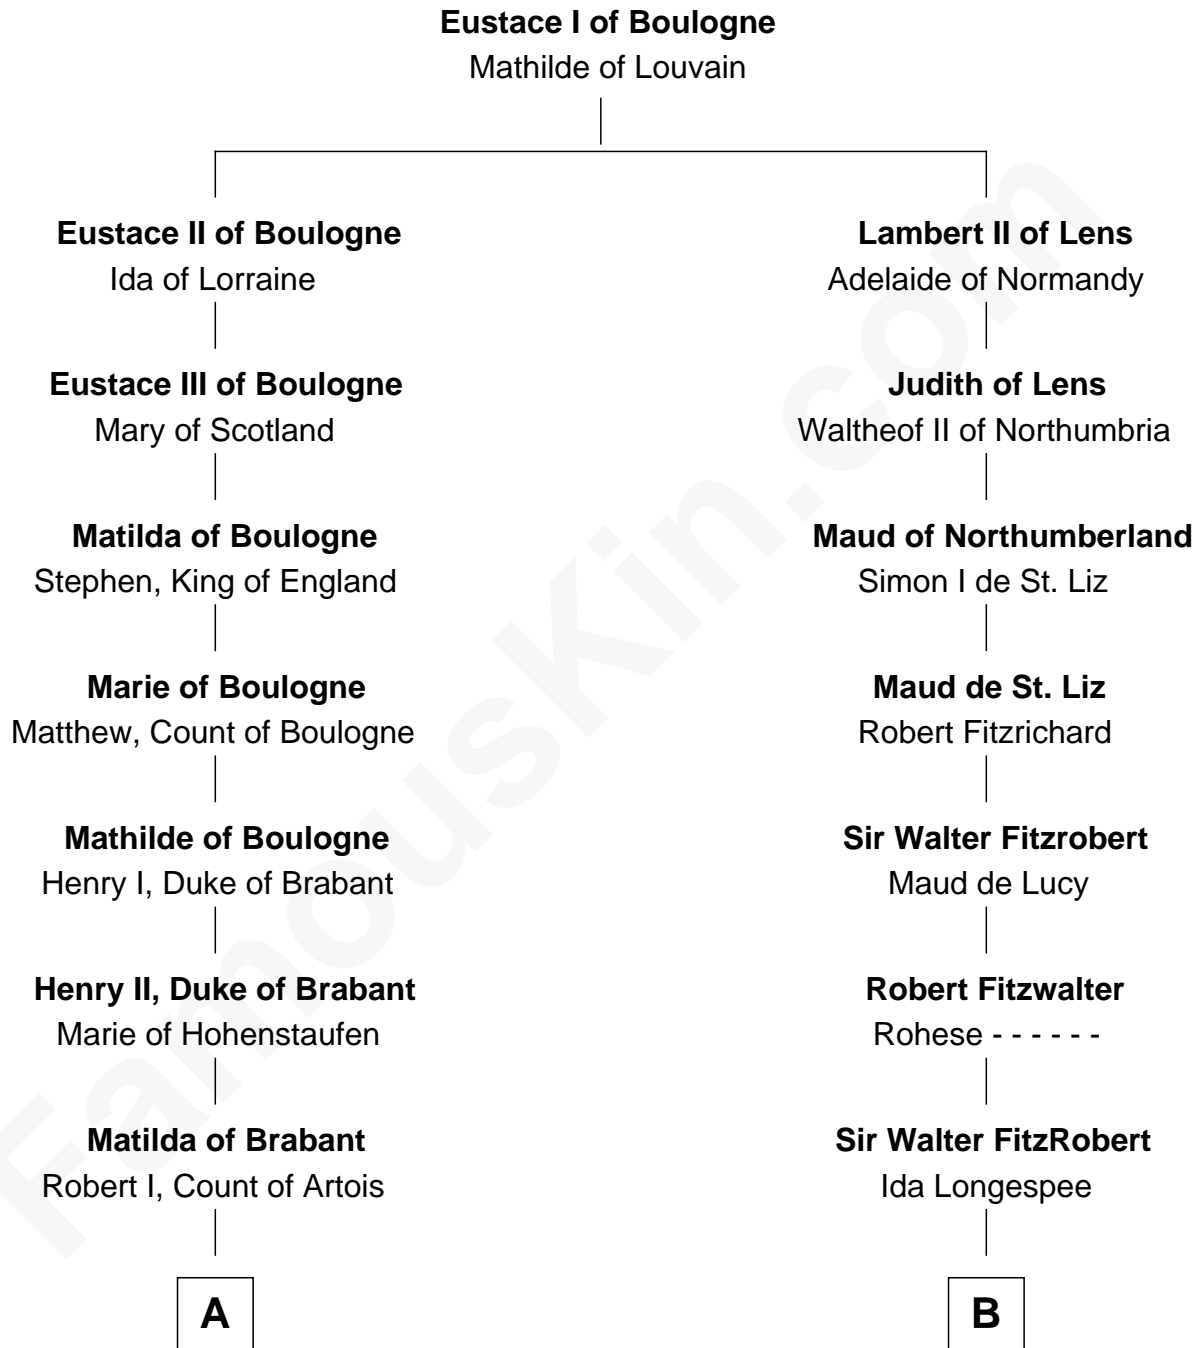 Eustace I of Boulogne
Mathilde of Louvain
Eustace II of Boulogne
Ida of Lorraine
Lambert II of Lens
Adelaide of Normandy
Eustace III of Boulogne
Mary of Scotland
Judith of Lens
Waltheof II of Northumbria
Matilda of Boulogne
Stephen, King of England
Maud of Northumberland
Simon I de St. Liz
Marie of Boulogne
Matthew, Count of Boulogne
Maud de St. Liz
Robert Fitzrichard
Mathilde of Boulogne
Henry I, Duke of Brabant
Sir Walter Fitzrobert
Maud de Lucy
Henry II, Duke of Brabant
Marie of Hohenstaufen
Robert Fitzwalter
Rohese - - - - - -
Matilda of Brabant
Robert I, Count of Artois
Sir Walter FitzRobert
Ida Longespee
A
B
FamousKin.com